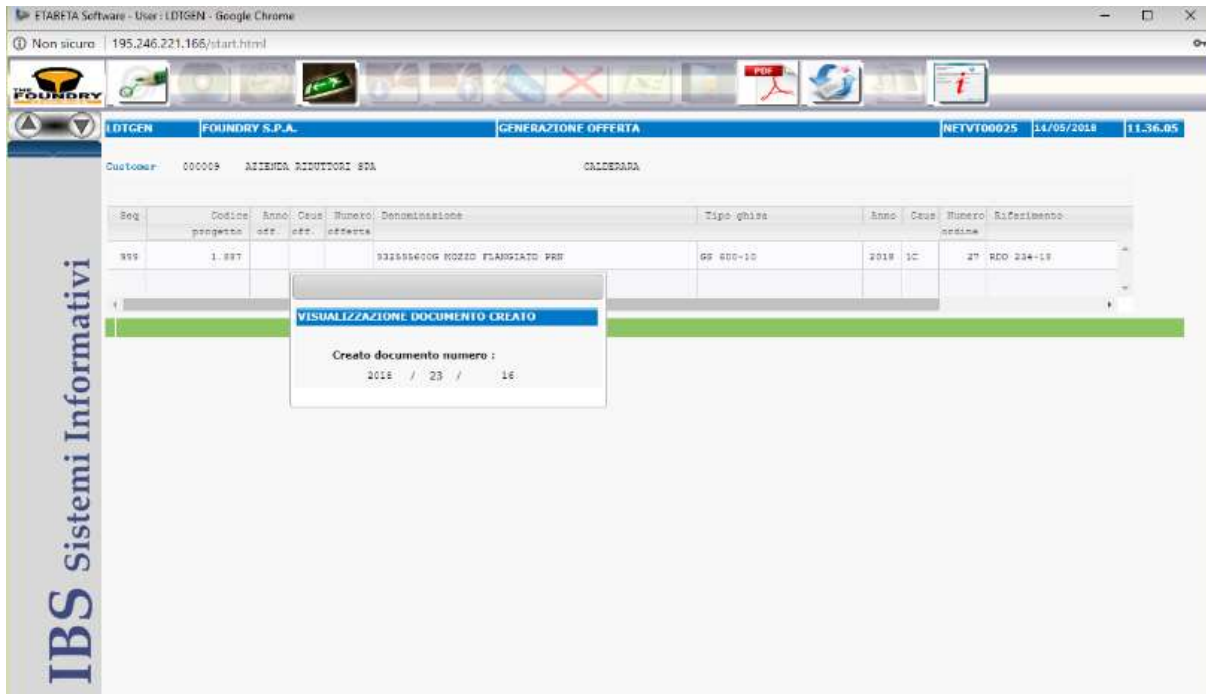 ETABETA Software - User : LDTGEN - Google Chrome
Non sicuro 195.246.221.166/start.html
THE FOUNDRY
PDF
LDTGEN FOUNDRY S.P.A. GENERAZIONE OFFERTA NETVT00025 14/05/2018 11.36.05
Customer 000009 AZIENDA RIDUTTORI SPA CALDERARA
Seq Codice Anno Caus Numero Denominazione Tipo ghisa Anno Caus Numero Riferimento
progetto off. off. offerta ordine
999 1.887 MOZZO FLANGIATO GS 600-10 2018 1C 27 RDO
VISUALIZZAZIONE DOCUMENTO CREATO
Creato documento numero :
2018 / 23 / 16
IBS Sistemi Informativi